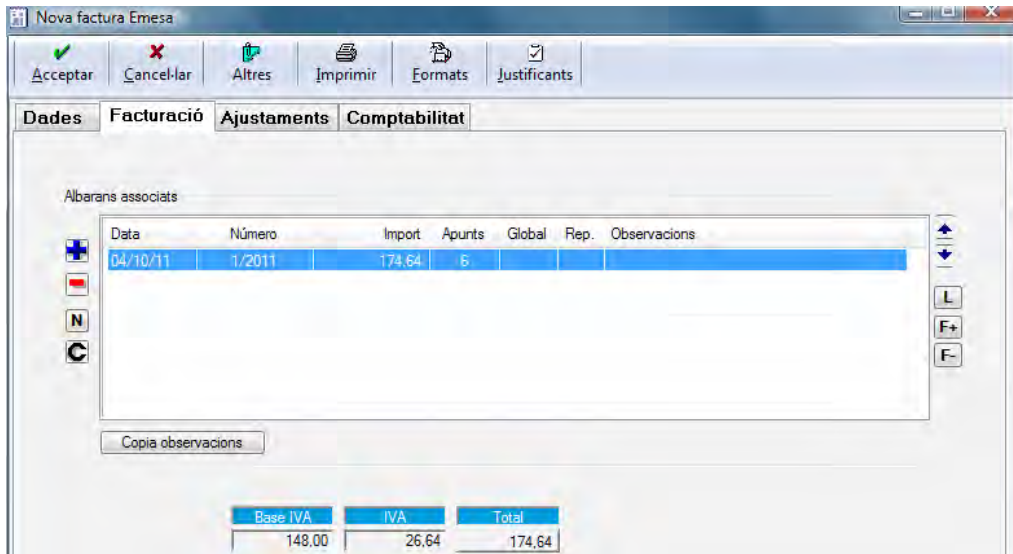 Nova factura Emesa
Acceptar Cancel·lar Altres Imprimir Formats Justificants
Dades Facturació Ajustaments Comptabilitat
Albarans associats
Data Número Import Apunts Global Rep. Observacions
04/10/11 1/2011 174,64 6
N
C
L
F+
F-
Copia observacions
Base IVA IVA Total
148,00 26,64 174,64